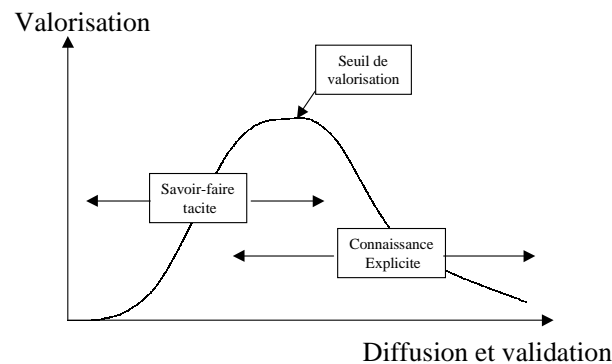 Valorisation
Seuil de
valorisation
Savoir-faire
tacite
Connaissance
Explicite
Diffusion et validation